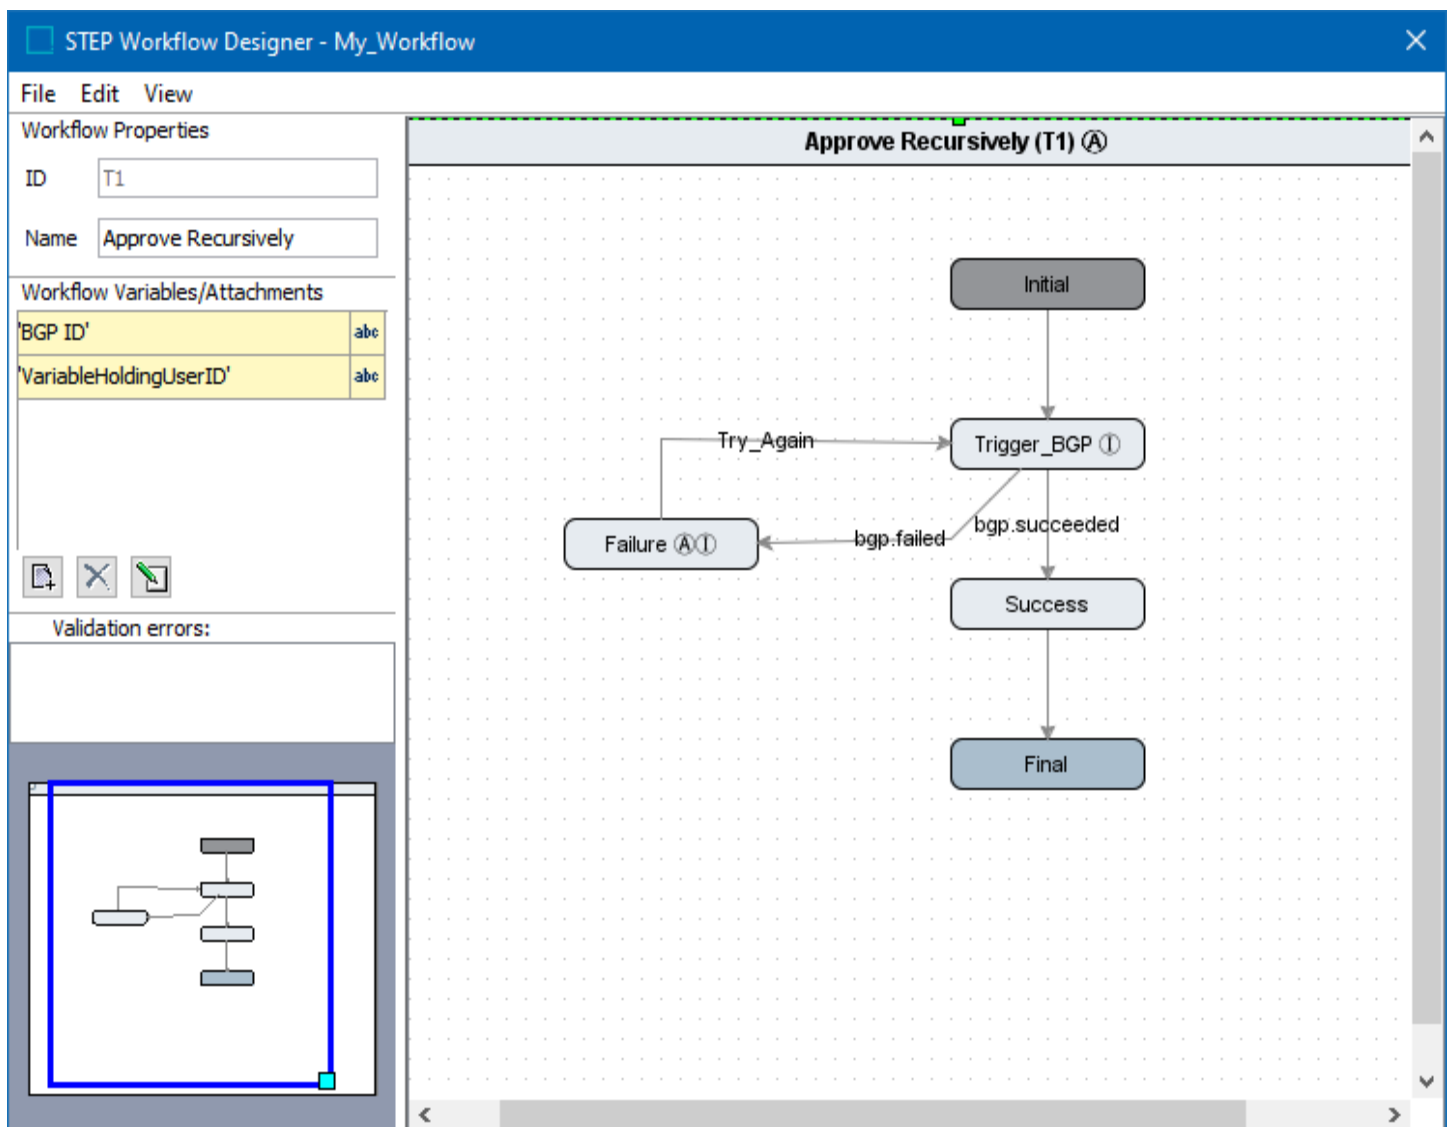 STEP Workflow Designer - My_Workflow
File Edit View
Workflow Properties
ID T1
Name Approve Recursively
Workflow Variables/Attachments
'BGP ID' abc
'VariableHoldingUserID' abc
Validation errors:
Approve Recursively (T1) Ⓐ
Initial
Try_Again
Trigger_BGP Ⓘ
bgp.succeeded
bgp.failed
Failure ⒶⒾ
Success
Final